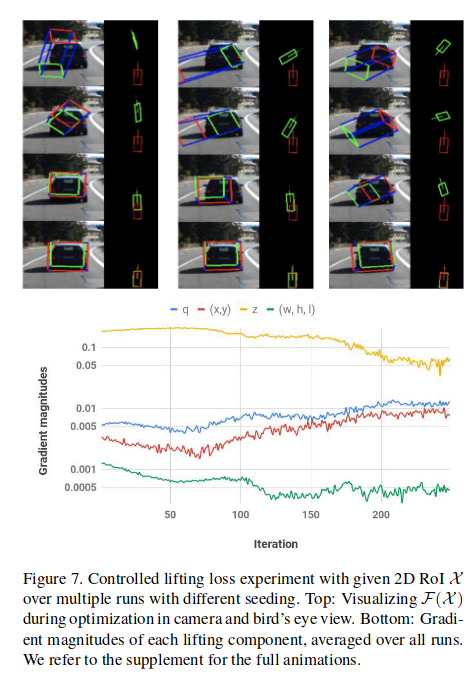 q (x,y) z (w, h, l)
0.1
0.05
0.01
0.005
0.001
0.0005
Gradient magnitudes
50 100 150 200
Iteration
Figure 7. Controlled lifting loss experiment with given 2D RoI 𝒳
over multiple runs with different seeding. Top: Visualizing ℱ(𝒳)
during optimization in camera and bird's eye view. Bottom: Gradi-
ent magnitudes of each lifting component, averaged over all runs.
We refer to the supplement for the full animations.